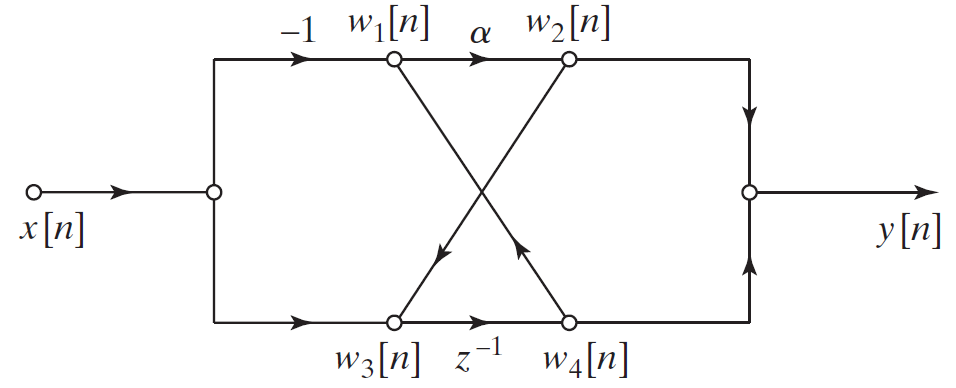 –1 w₁[n] α w₂[n]
x[n] y[n]
w₃[n] z⁻¹ w₄[n]